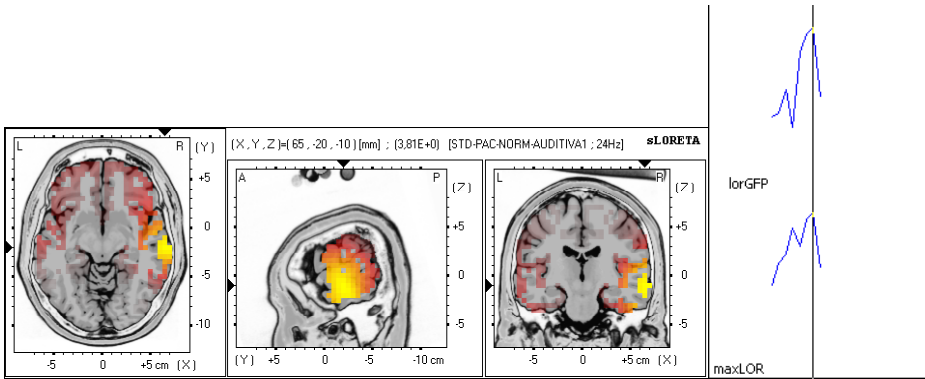 (X , Y , Z )=( 65 , -20 , -10 ) [mm] ; (3,81E+0) [STD-PAC-NORM-AUDITIVA1 ; 24Hz] sLORETA
L R (Y)
+5
0
-5
-10
-5 0 +5 cm (X)
A P (Z)
+5
0
-5
(Y) +5 0 -5 -10 cm
L R (Z)
+5
0
-5
-5 0 +5 cm (X)
lorGFP
maxLOR